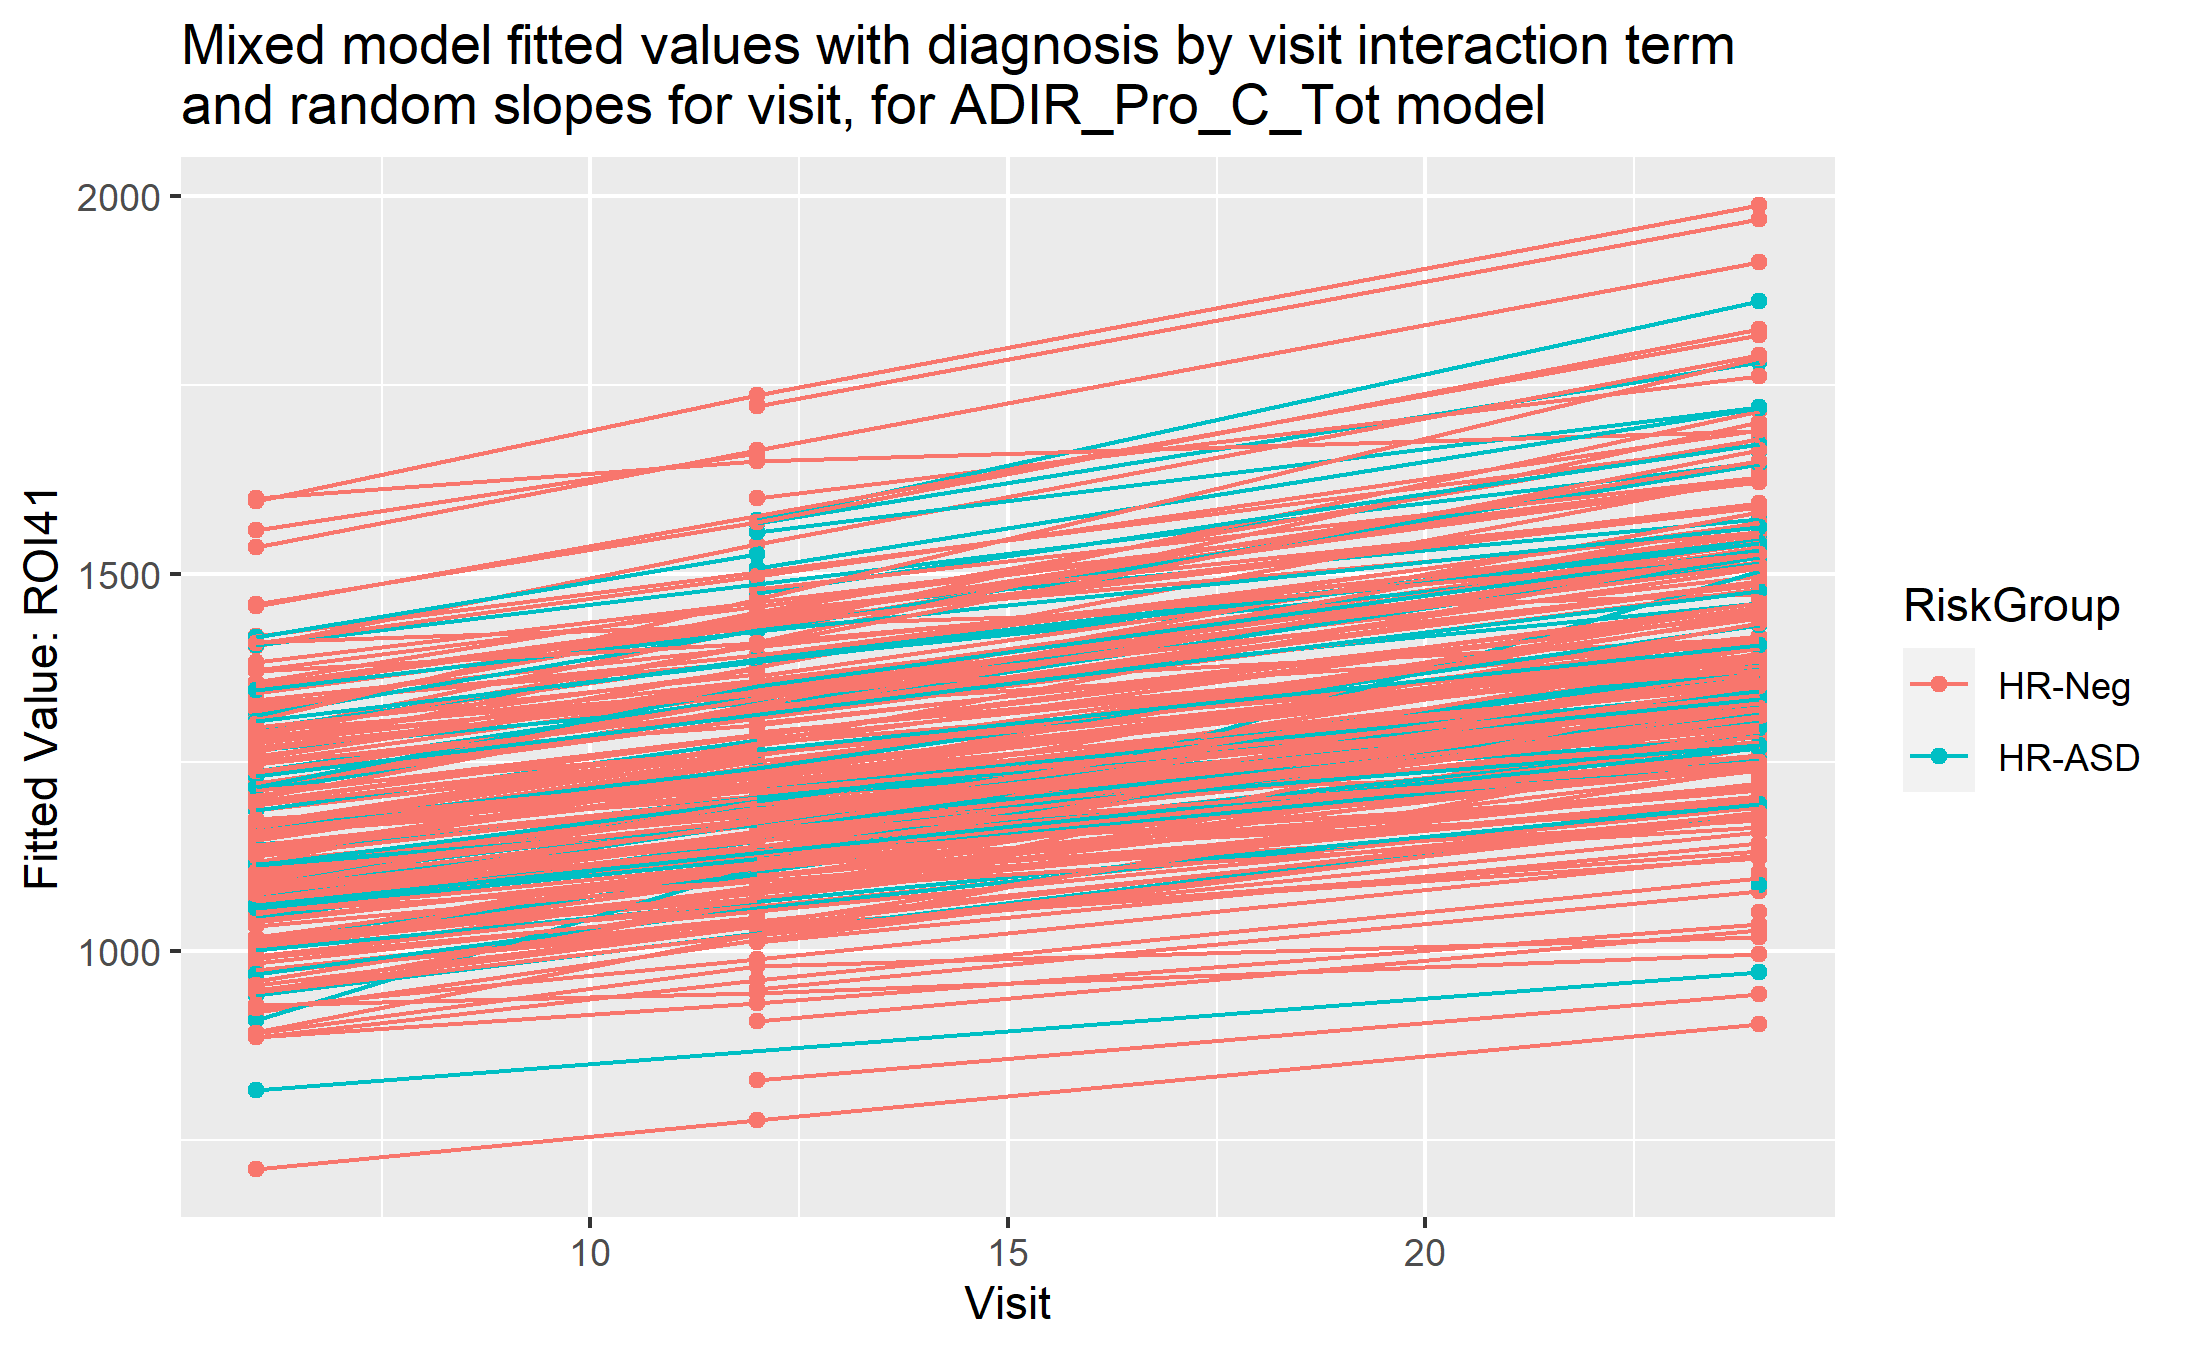 Mixed model fitted values with diagnosis by visit interaction term
and random slopes for visit, for ADIR_Pro_C_Tot model
Fitted Value: ROI41
2000
1500
1000
10
15
20
Visit
RiskGroup
HR-Neg
HR-ASD